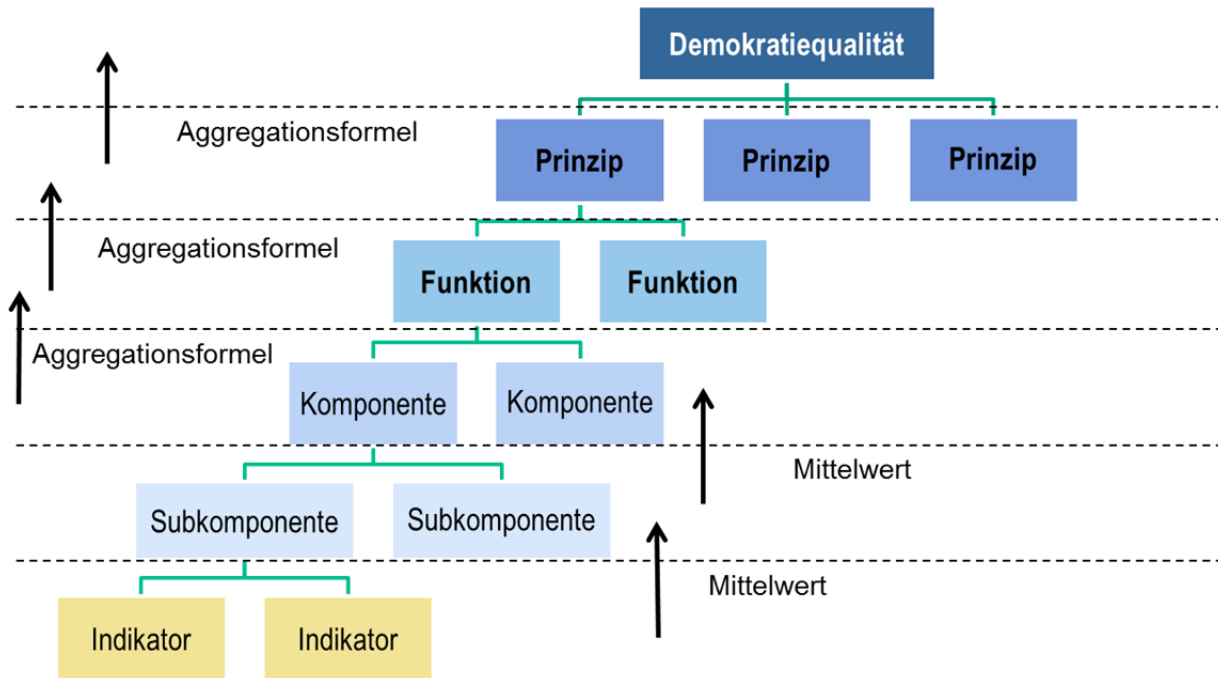 Demokratiequalität
Aggregationsformel
Prinzip
Prinzip
Prinzip
Aggregationsformel
Funktion
Funktion
Aggregationsformel
Komponente
Komponente
Mittelwert
Subkomponente
Subkomponente
Mittelwert
Indikator
Indikator